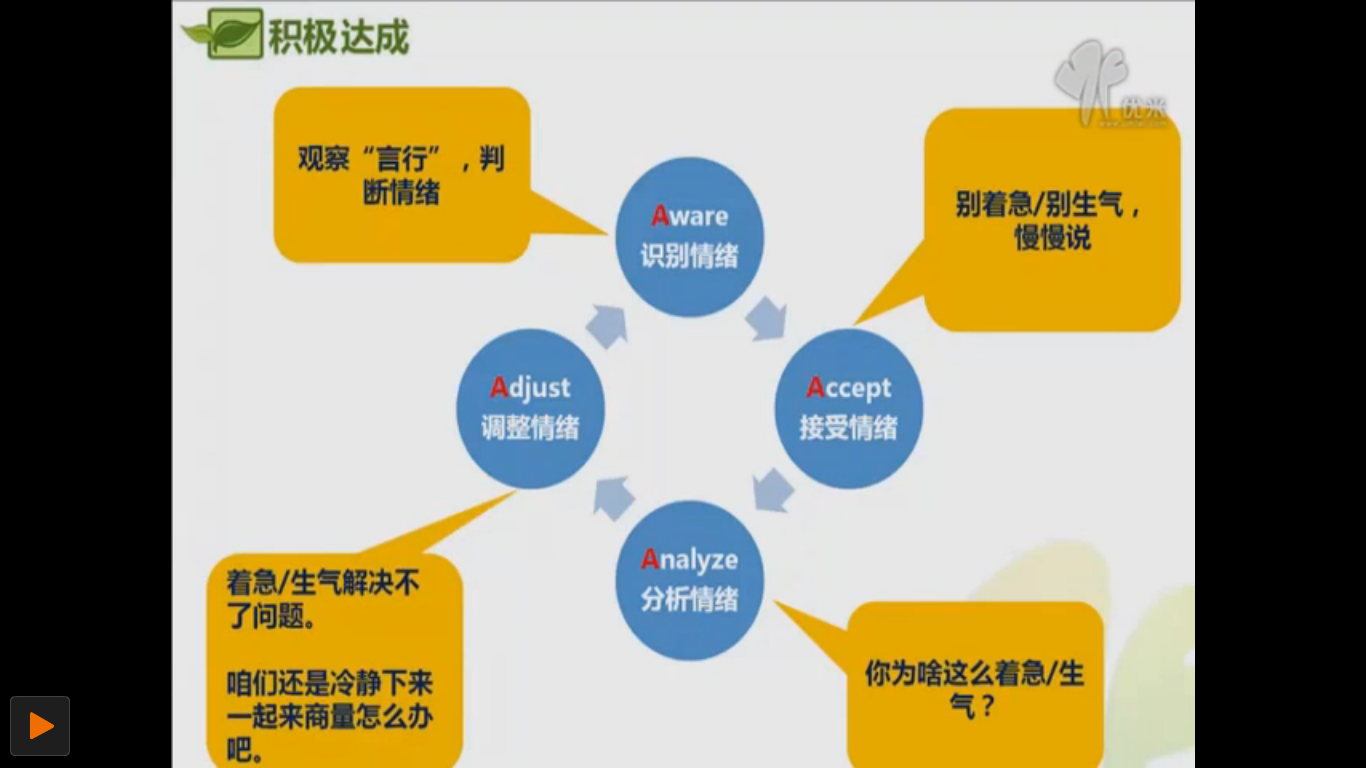 积极达成
优米
观察“言行”，判
断情绪
Aware
识别情绪
别着急/别生气，
慢慢说
Adjust
调整情绪
Accept
接受情绪
Analyze
分析情绪
着急/生气解决不
了问题。
咱们还是冷静下来
一起来商量怎么办
吧。
你为啥这么着急/生
气？